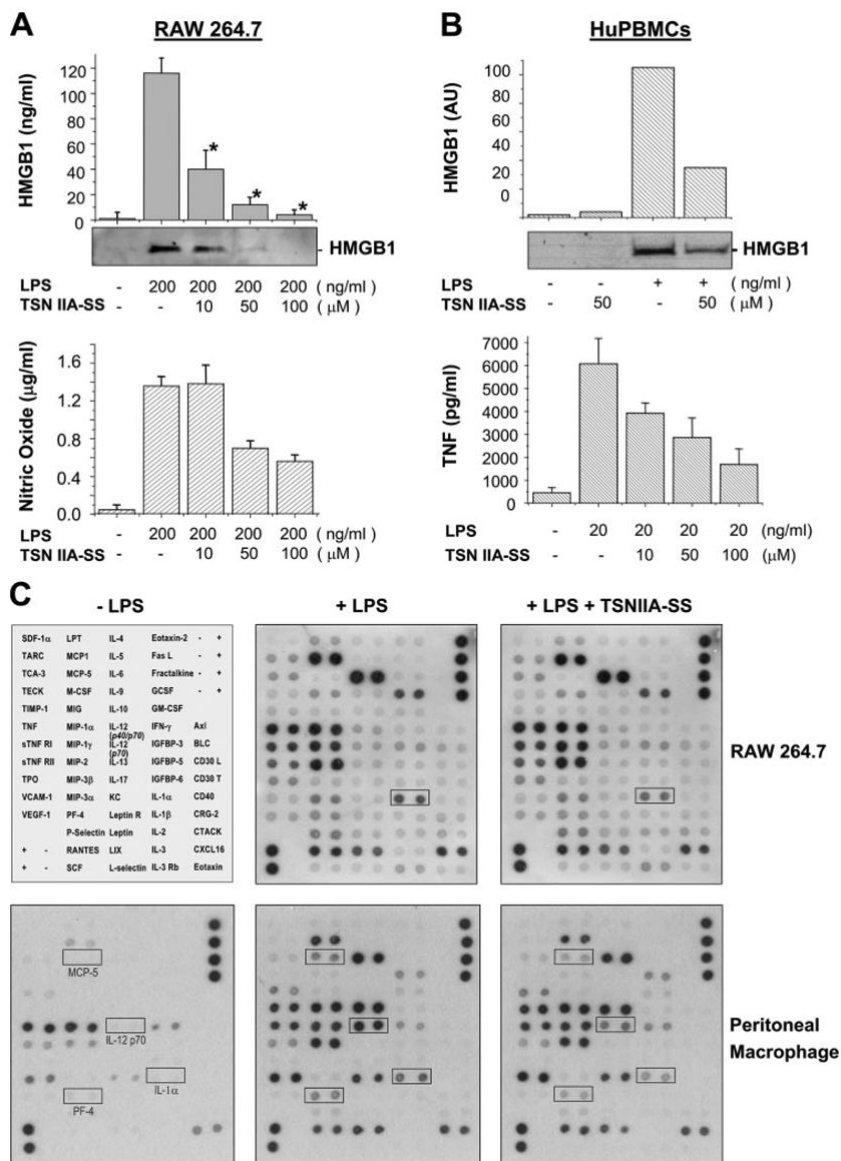 A
RAW 264.7
HMGB1 (ng/ml)
120
100
80
60
40
20
0
*
*
*
- HMGB1
LPS - 200 200 200 200 ( ng/ml )
TSN IIA-SS - - 10 50 100 ( μM )
Nitric Oxide (μg/ml)
1.6
1.2
0.8
0.4
0.0
LPS - 200 200 200 200 ( ng/ml )
TSN IIA-SS - - 10 50 100 ( μM )
B
HuPBMCs
HMGB1 (AU)
100
80
60
40
20
0
- HMGB1
LPS - - + + ( ng/ml )
TSN IIA-SS - 50 - 50 ( μM )
TNF (pg/ml)
7000
6000
5000
4000
3000
2000
1000
0
LPS - 20 20 20 20 (ng/ml)
TSN IIA-SS - - 10 50 100 (μM)
C
- LPS
+ LPS
+ LPS + TSNIIA-SS
SDF-1α LPT IL-4 Eotaxin-2 - +
TARC MCP1 IL-5 Fas L - +
TCA-3 MCP-5 IL-6 Fractalkine - +
TECK M-CSF IL-9 GCSF - +
TIMP-1 MIG IL-10 GM-CSF
TNF MIP-1α IL-12 (p40/p70) IFN-γ Axl
sTNF RI MIP-1γ IL-12 (p70) IGFBP-3 BLC
sTNF RII MIP-2 IL-13 IGFBP-5 CD30 L
TPO MIP-3β IL-17 IGFBP-6 CD30 T
VCAM-1 MIP-3α KC IL-1α CD40
VEGF-1 PF-4 Leptin R IL-1β CRG-2
P-Selectin Leptin IL-2 CTACK
+ - RANTES LIX IL-3 CXCL16
+ - SCF L-selectin IL-3 Rb Eotaxin
RAW 264.7
MCP-5
IL-12 p70
IL-1α
PF-4
Peritoneal
Macrophage